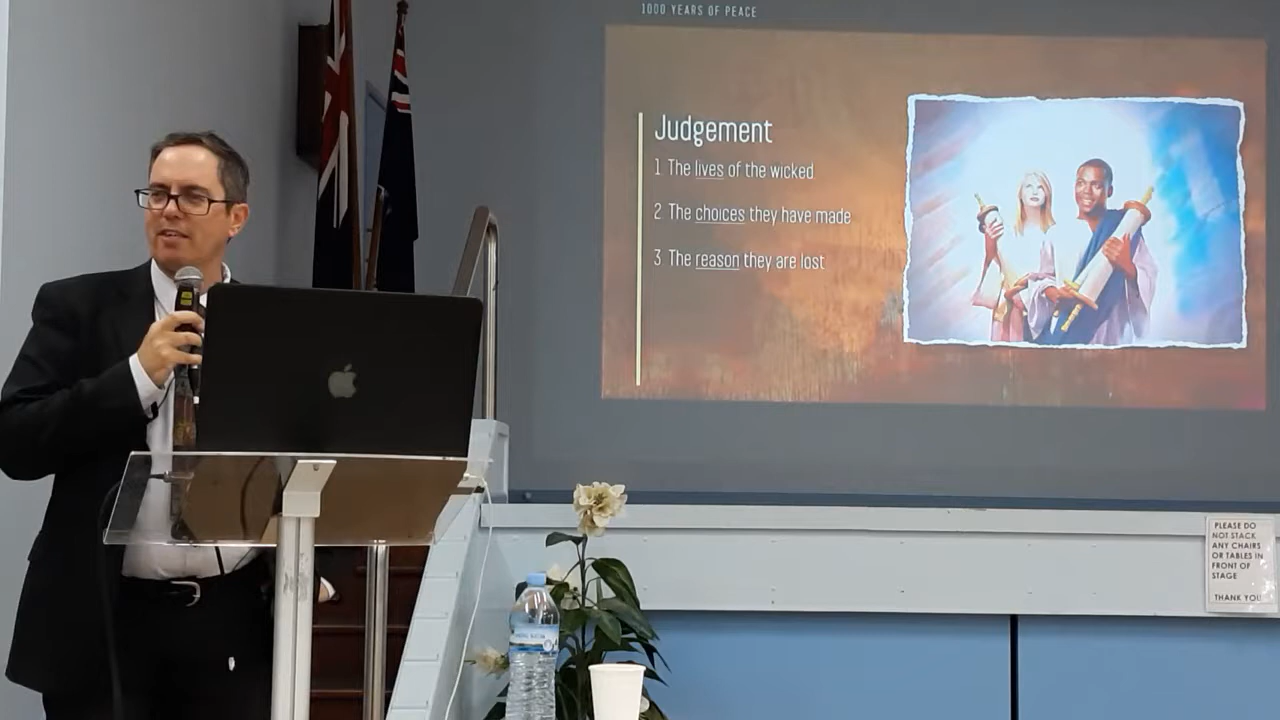 1000 YEARS OF PEACE
Judgement
1 The lives of the wicked
2 The choices they have made
3 The reason they are lost
PLEASE DO
NOT STACK
ANY CHAIRS
OR TABLES IN
FRONT OF
STAGE
THANK YOU